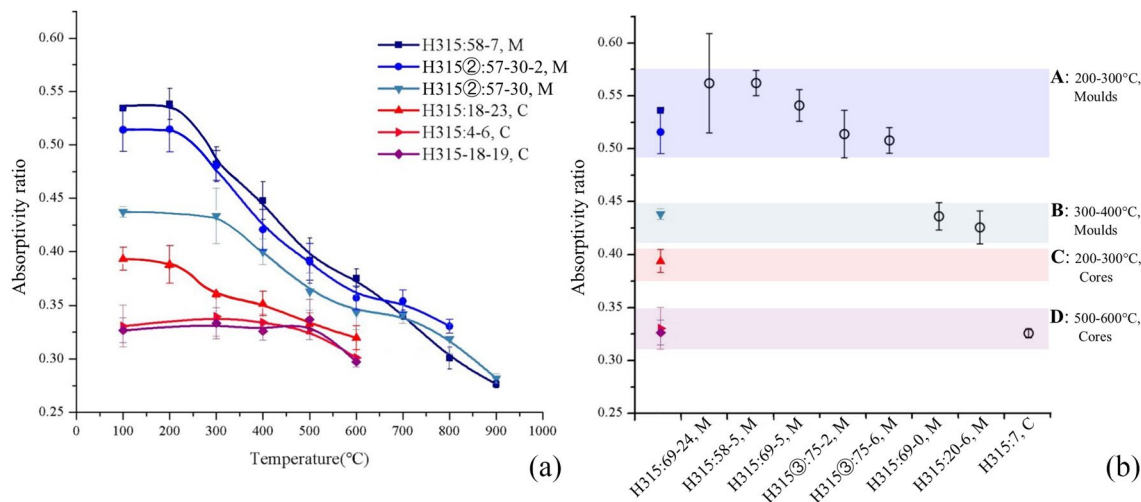 Absorptivity ratio
0.60
0.55
0.50
0.45
0.40
0.35
0.30
0.25
100 200 300 400 500 600 700 800 900 1000
Temperature(℃)
H315:58-7, M
H315②:57-30-2, M
H315②:57-30, M
H315:18-23, C
H315:4-6, C
H315-18-19, C
(a)
Absorptivity ratio
0.60
0.55
0.50
0.45
0.40
0.35
0.30
0.25
A: 200-300°C,
Moulds
B: 300-400°C,
Moulds
C: 200-300°C,
Cores
D: 500-600°C,
Cores
H315:69-24, M
H315:58-5, M
H315:69-5, M
H315③:75-2, M
H315③:75-6, M
H315:69-0, M
H315:20-6, M
H315:7, C
(b)